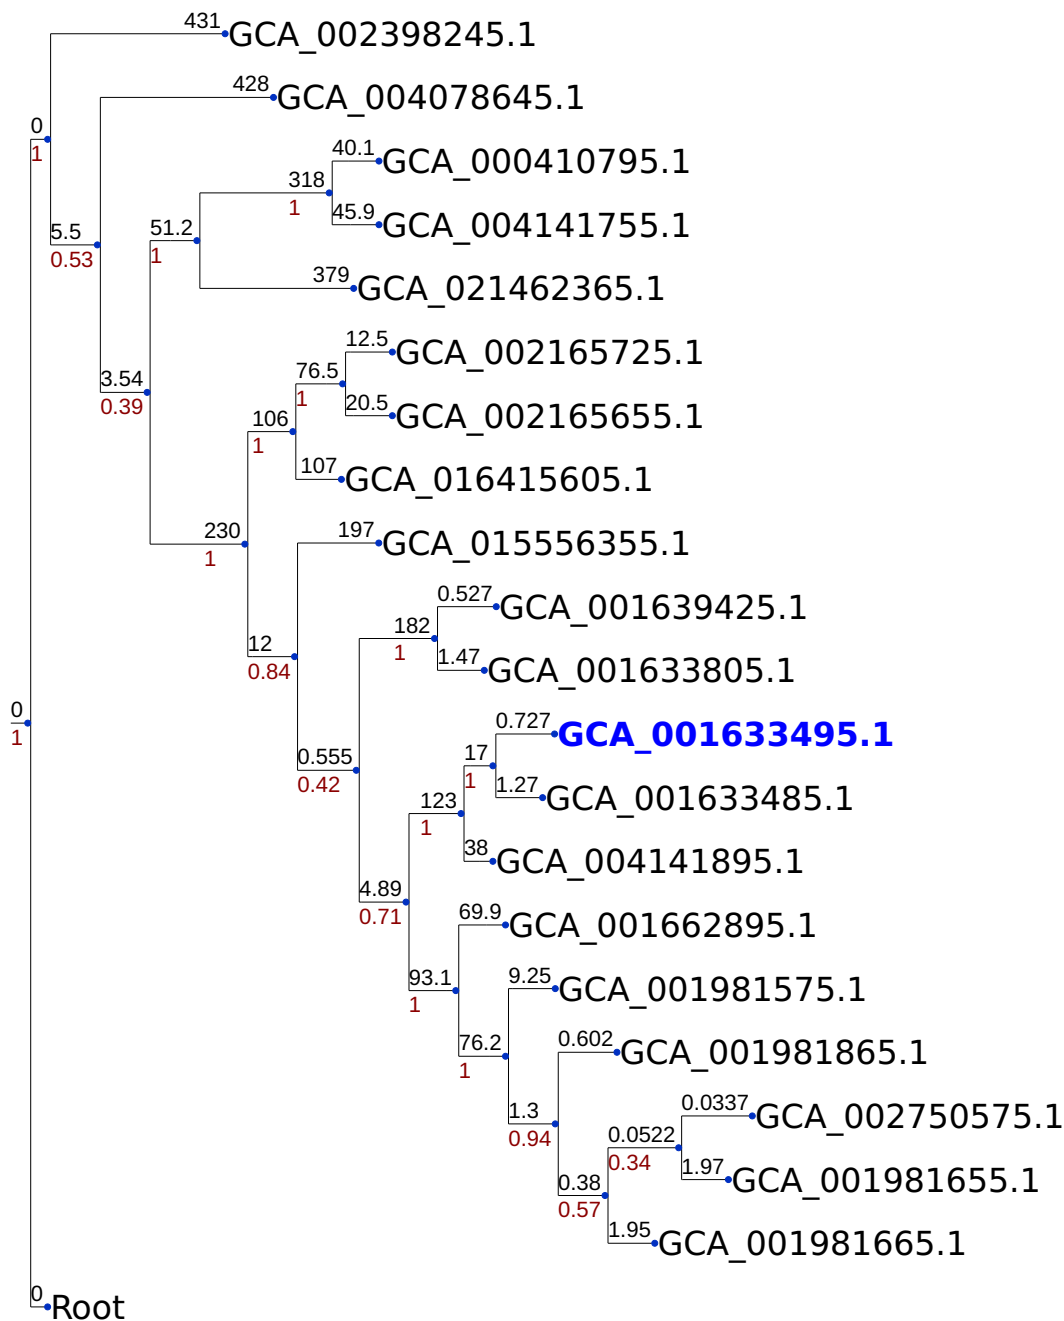 431
GCA_002398245.1
428
GCA_004078645.1
0
1
40.1
GCA_000410795.1
318
1
45.9
GCA_004141755.1
5.5
0.53
51.2
1
379
GCA_021462365.1
12.5
GCA_002165725.1
76.5
1
3.54
0.39
20.5
GCA_002165655.1
106
1
107
GCA_016415605.1
230
1
197
GCA_015556355.1
0.527
GCA_001639425.1
182
1
12
0.84
1.47
GCA_001633805.1
0
1
0.727
GCA_001633495.1
17
1
0.555
0.42
1.27
GCA_001633485.1
123
1
38
GCA_004141895.1
4.89
0.71
69.9
GCA_001662895.1
93.1
1
9.25
GCA_001981575.1
76.2
1
0.602
GCA_001981865.1
1.3
0.94
0.0337
GCA_002750575.1
0.0522
0.34
1.97
GCA_001981655.1
0.38
0.57
1.95
GCA_001981665.1
0
Root